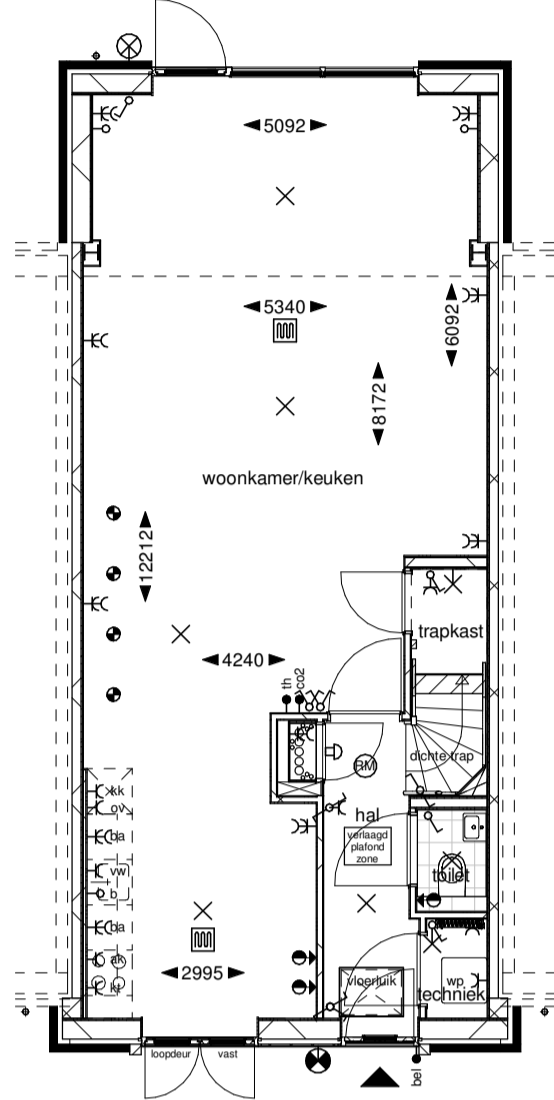 5092
5340
6092
8172
woonkamer/keuken
12212
trapkast
4240
th
co2
dichte trap
RM
kk
ov
hal
ba
verlaagd
plafond
zone
vw
toilet
b
ba
ak
2995
vloerluik
wp
techniek
loopdeur
vast
bel